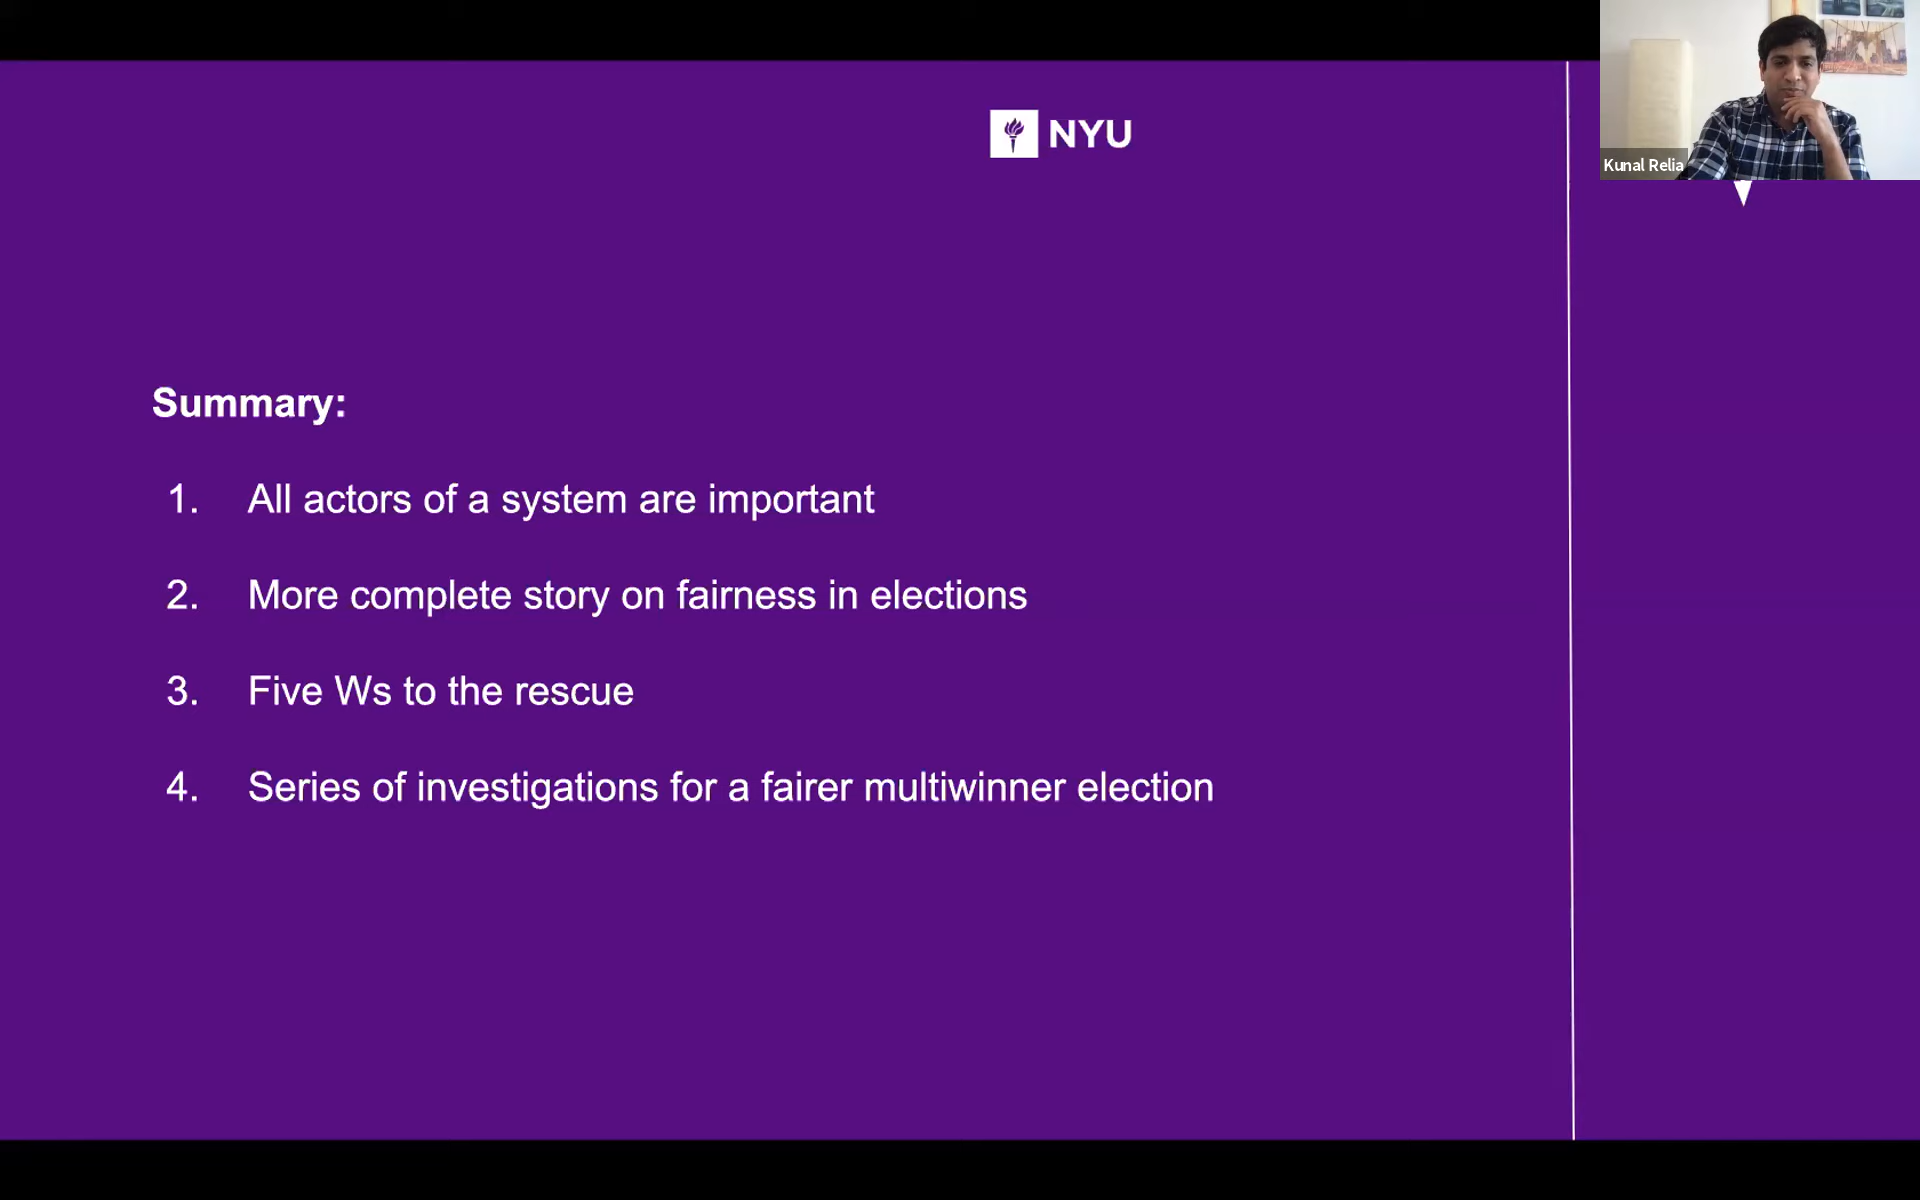 NYU
Kunal Relia
Summary:
1. All actors of a system are important
2. More complete story on fairness in elections
3. Five Ws to the rescue
4. Series of investigations for a fairer multiwinner election